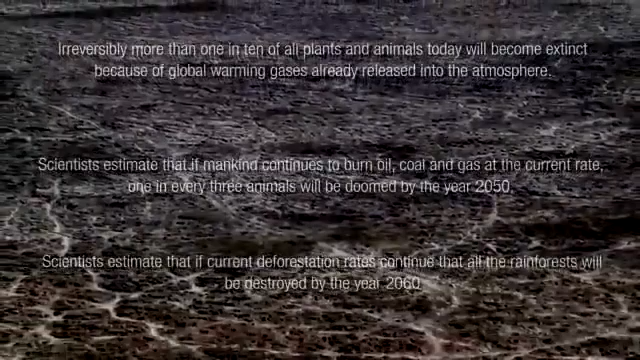 Irreversibly more than one in ten of all plants and animals today will become extinct
because of global warming gases already released into the atmosphere.
Scientists estimate that if mankind continues to burn oil, coal and gas at the current rate,
one in every three animals will be doomed by the year 2050.
Scientists estimate that if current deforestation rates continue that all the rainforests will
be destroyed by the year 2060.